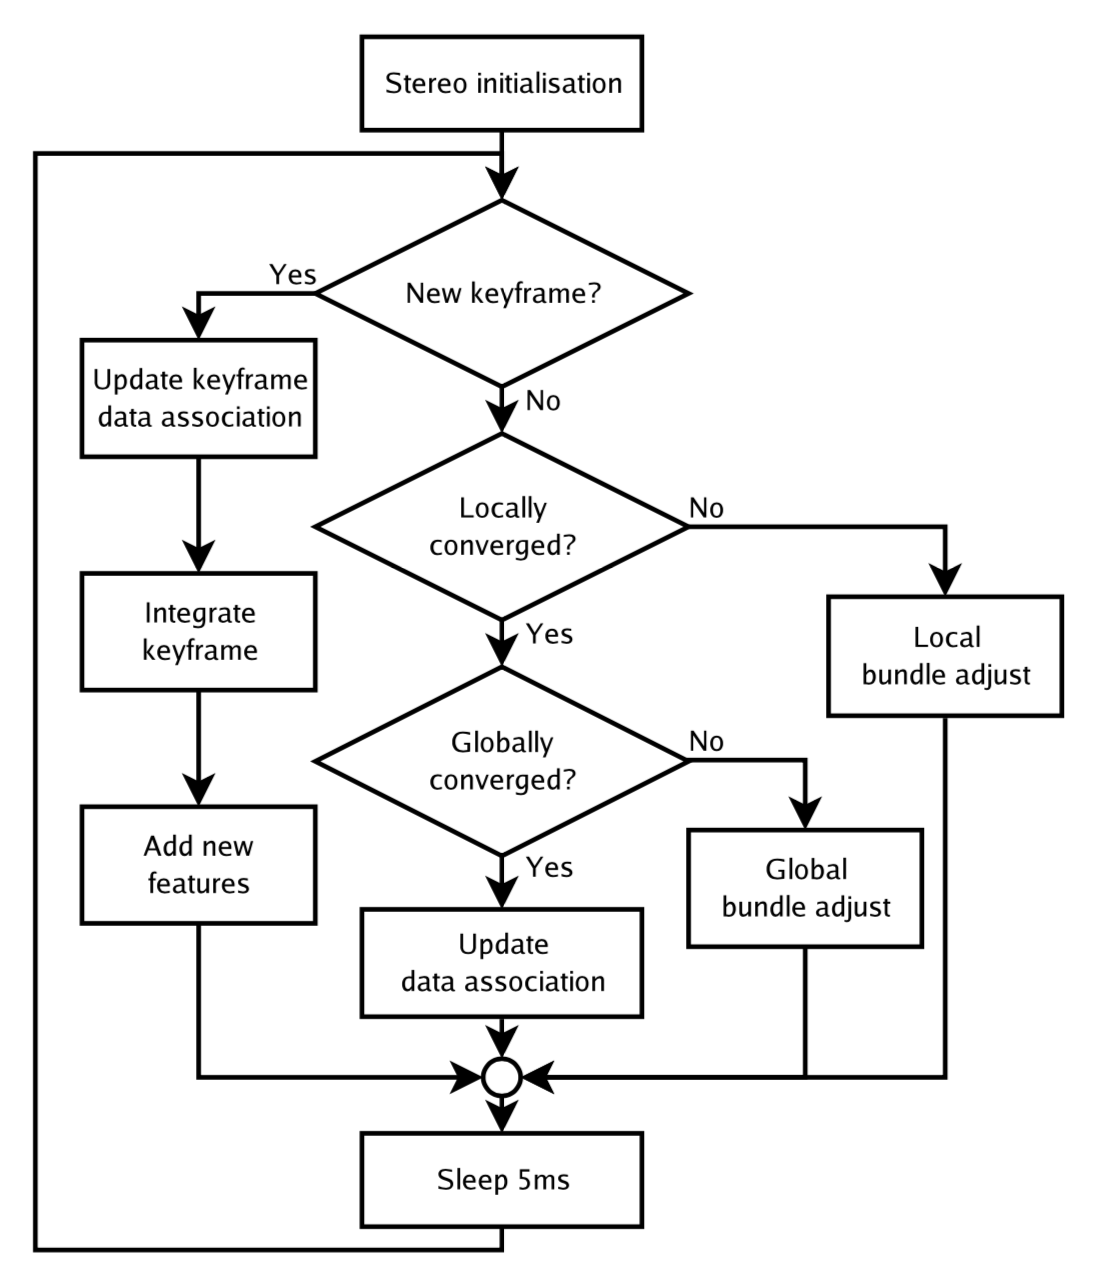 Stereo initialisation
New keyframe?
Yes
No
Update keyframe
data association
Locally
converged?
No
Yes
Integrate
keyframe
Local
bundle adjust
Globally
converged?
No
Yes
Add new
features
Global
bundle adjust
Update
data association
Sleep 5ms